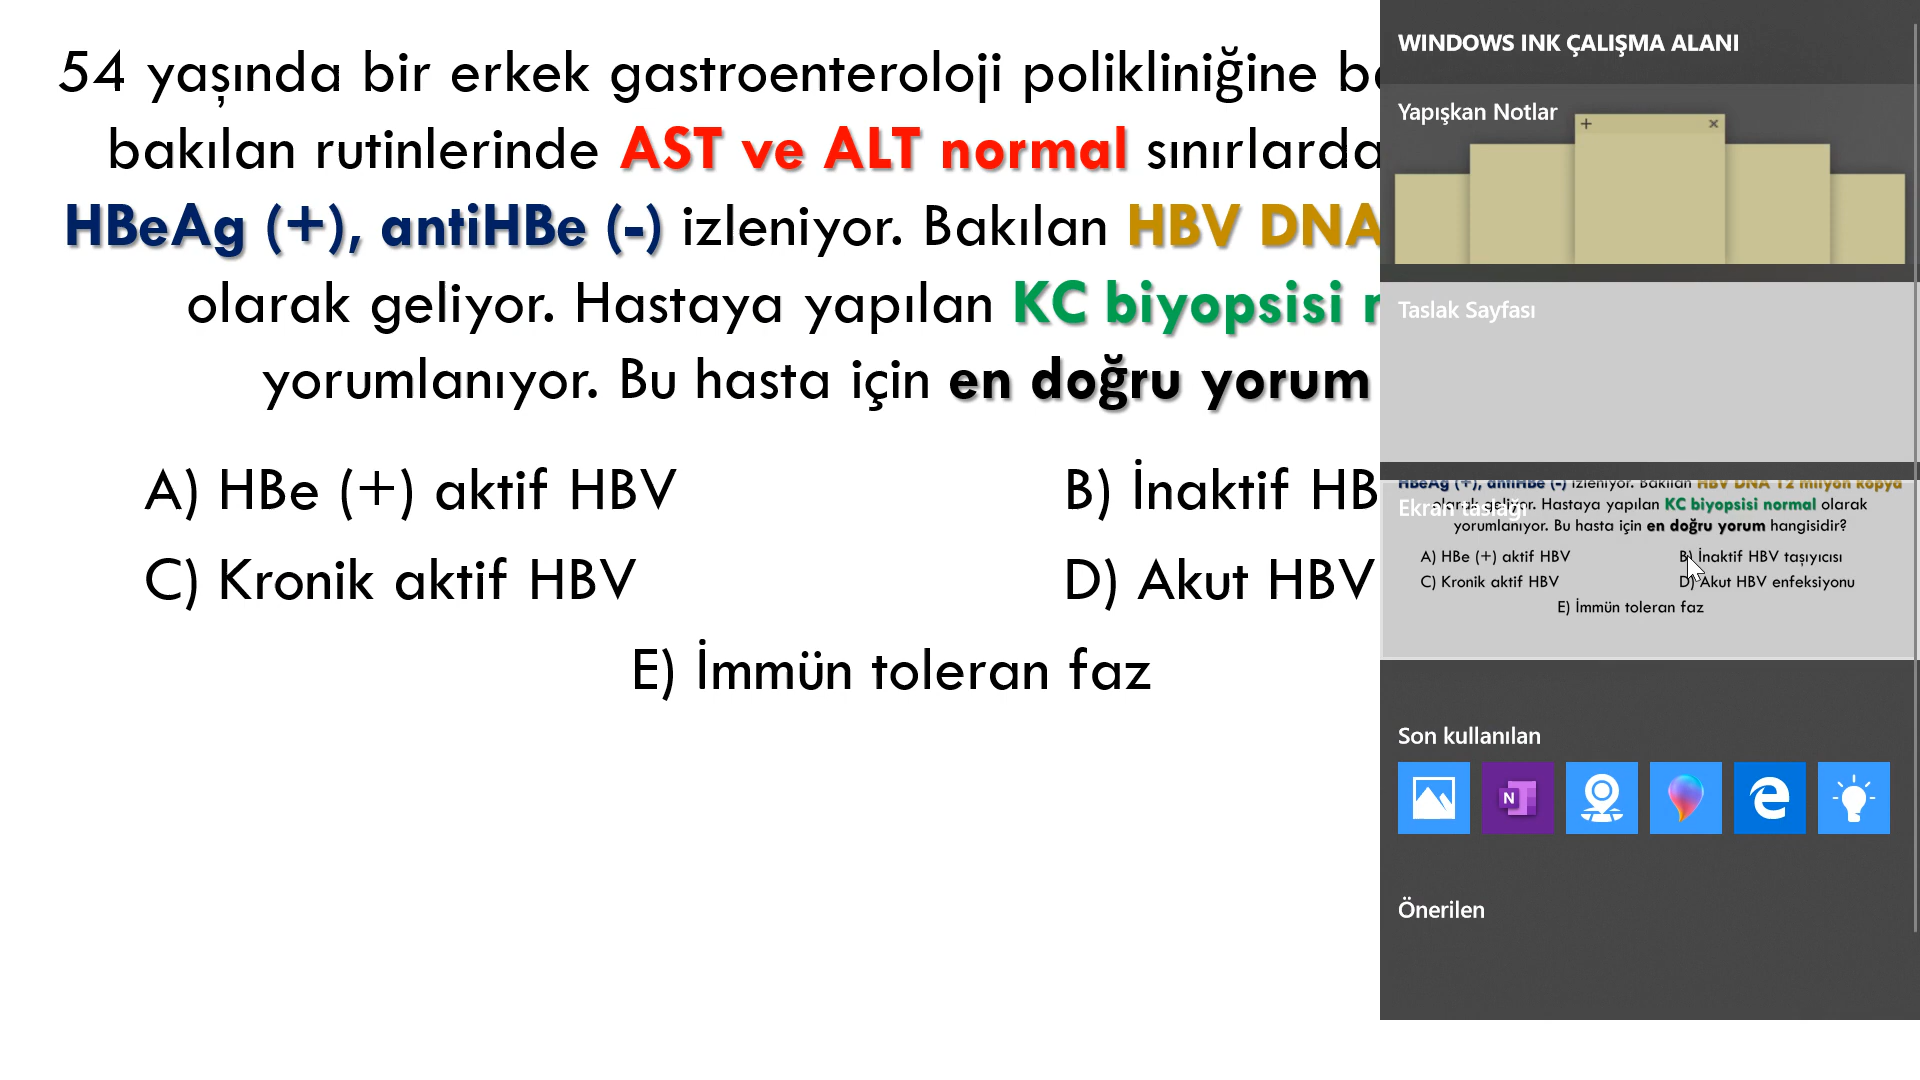 54 yaşında bir erkek gastroenteroloji polikliniğine
bakılan rutinlerinde AST ve ALT normal sınırlarda
HBeAg (+), antiHBe (-) izleniyor. Bakılan HBV DNA
olarak geliyor. Hastaya yapılan KC biyopsisi
yorumlanıyor. Bu hasta için en doğru yorum
A) HBe (+) aktif HBV
B) İnaktif HB
C) Kronik aktif HBV
D) Akut HBV
E) İmmün toleran faz
WINDOWS INK ÇALIŞMA ALANI
Yapışkan Notlar
Taslak Sayfası
Ekran taslağı
HBeAg (+), antiHBe (-) izleniyor. Bakılan HBV DNA 12 milyon kopya
olarak geliyor. Hastaya yapılan KC biyopsisi normal olarak
yorumlanıyor. Bu hasta için en doğru yorum hangisidir?
A) HBe (+) aktif HBV
B) İnaktif HBV taşıyıcısı
C) Kronik aktif HBV
D) Akut HBV enfeksiyonu
E) İmmün toleran faz
Son kullanılan
N
Önerilen